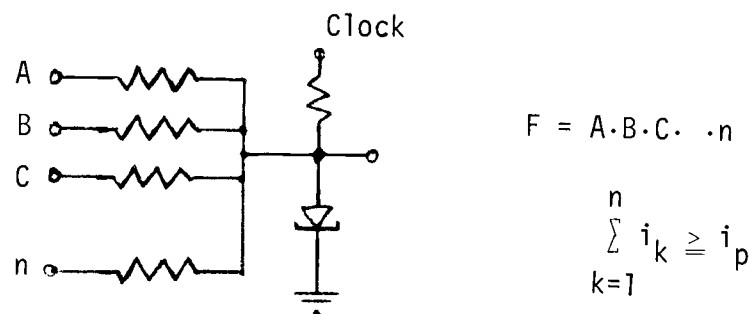 Clock
A
B
C
n
F = A·B·C· ·n
n
∑ i_k ≧ i_p
k=1